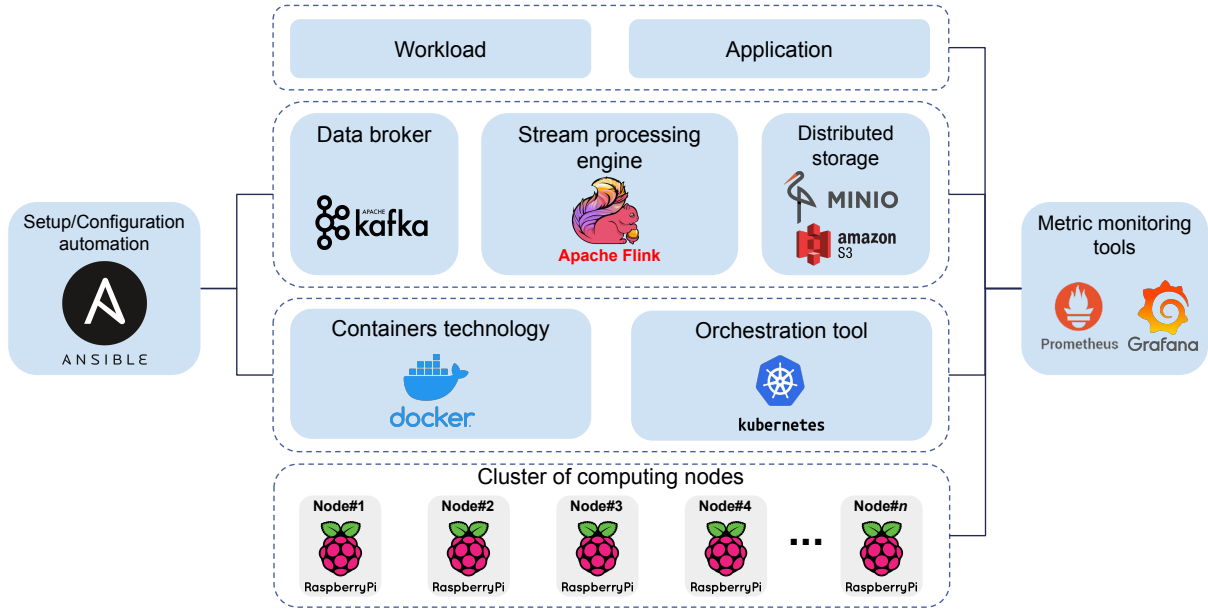 Workload
Application
Data broker
APACHE
kafka
Stream processing
engine
Apache Flink
Distributed
storage
MINIO
amazon
S3
Setup/Configuration
automation
ANSIBLE
Metric monitoring
tools
Prometheus
Grafana
Containers technology
docker
Orchestration tool
kubernetes
Cluster of computing nodes
Node#1
Node#2
Node#3
Node#4
...
Node#n
RaspberryPi
RaspberryPi
RaspberryPi
RaspberryPi
RaspberryPi